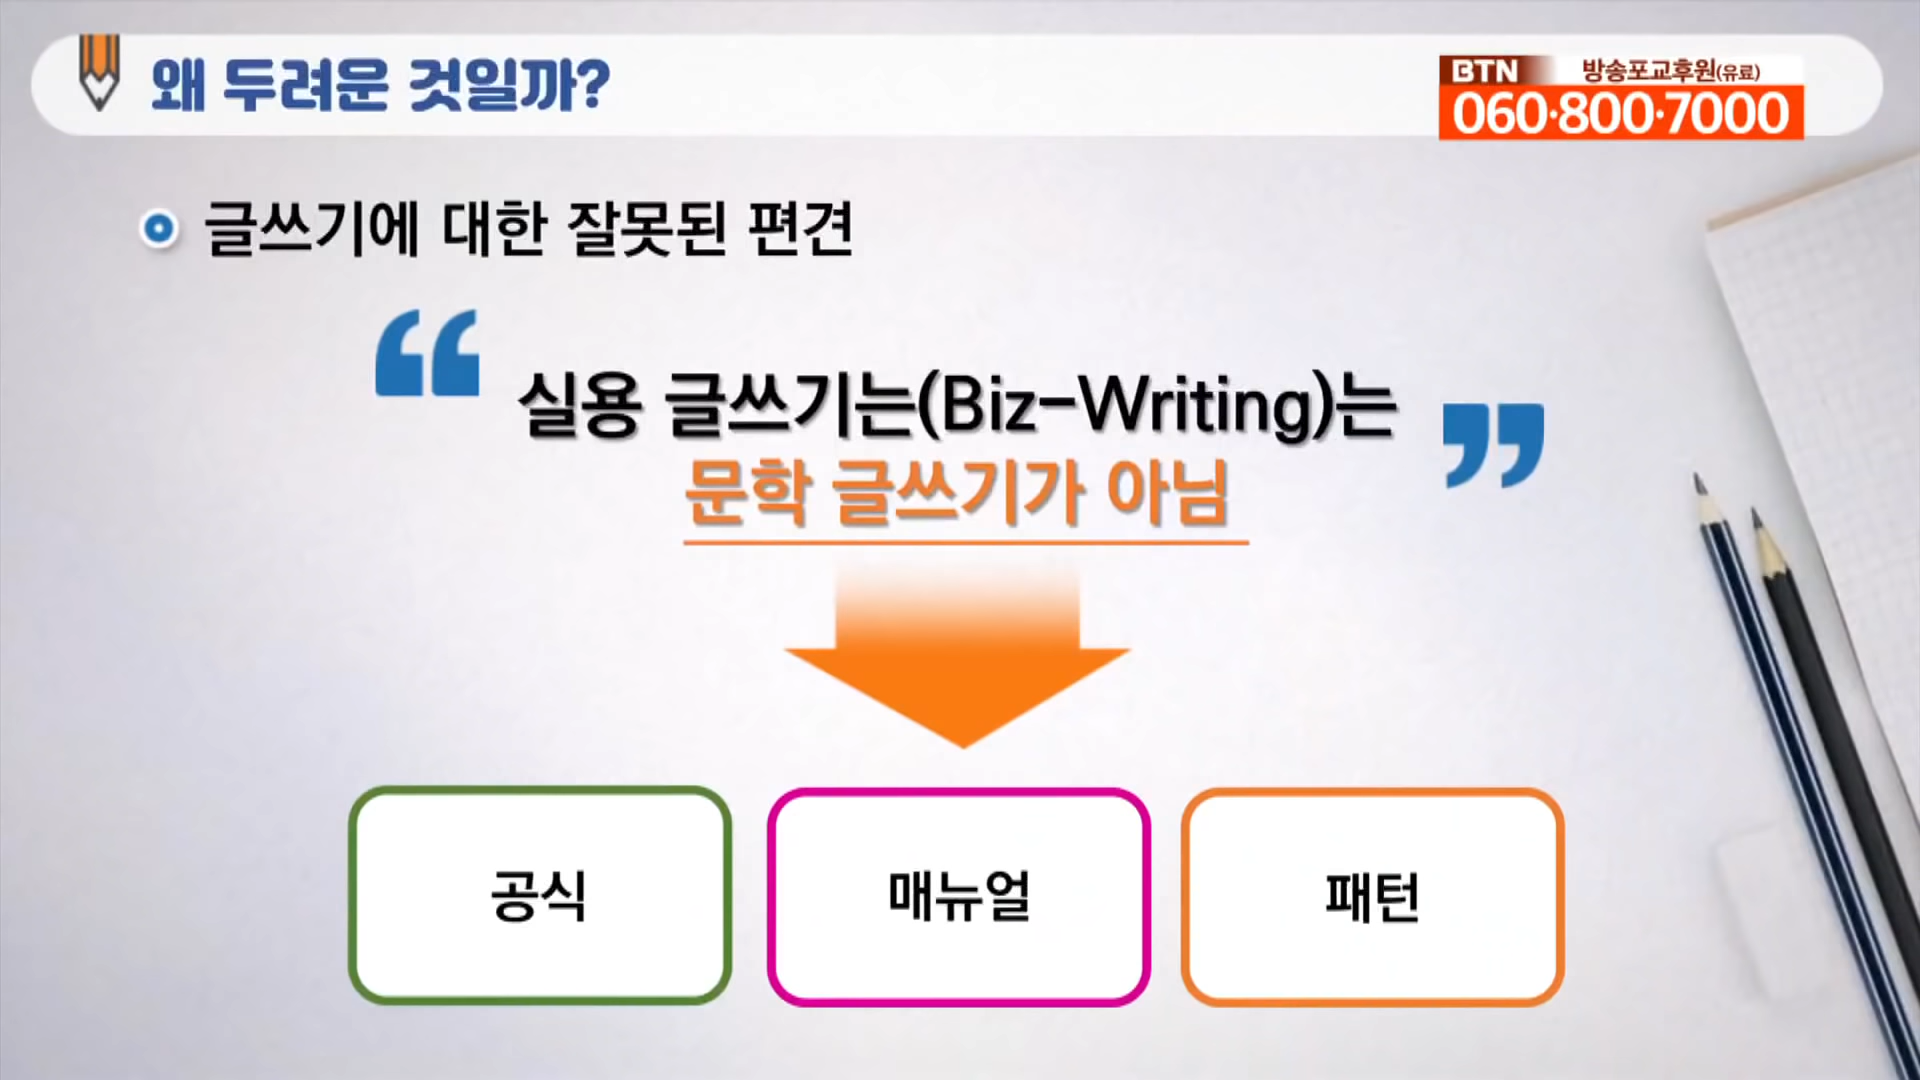 왜 두려운 것일까?
BTN 방송포교후원(유료)
060·800·7000
글쓰기에 대한 잘못된 편견
“ 실용 글쓰기는(Biz-Writing)는
문학 글쓰기가 아님 ”
공식
매뉴얼
패턴